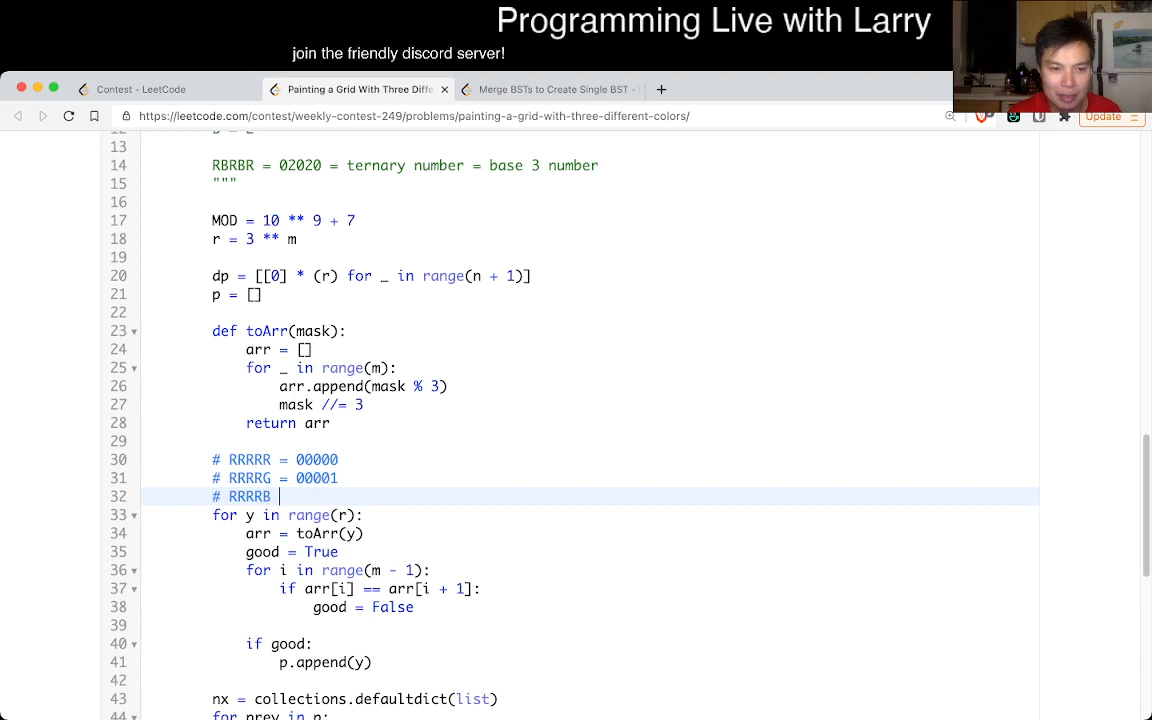 Programming Live with Larry
join the friendly discord server!
Contest - LeetCode
Painting a Grid With Three Diffe
Merge BSTs to Create Single BST -
https://leetcode.com/contest/weekly-contest-249/problems/painting-a-grid-with-three-different-colors/
Update
13
14 RBRBR = 02020 = ternary number = base 3 number
15 """
16
17 MOD = 10 ** 9 + 7
18 r = 3 ** m
19
20 dp = [[0] * (r) for _ in range(n + 1)]
21 p = []
22
23 def toArr(mask):
24 arr = []
25 for _ in range(m):
26 arr.append(mask % 3)
27 mask //= 3
28 return arr
29
30 # RRRRR = 00000
31 # RRRRG = 00001
32 # RRRRB
33 for y in range(r):
34 arr = toArr(y)
35 good = True
36 for i in range(m - 1):
37 if arr[i] == arr[i + 1]:
38 good = False
39
40 if good:
41 p.append(y)
42
43 nx = collections.defaultdict(list)
44 for prev in p: